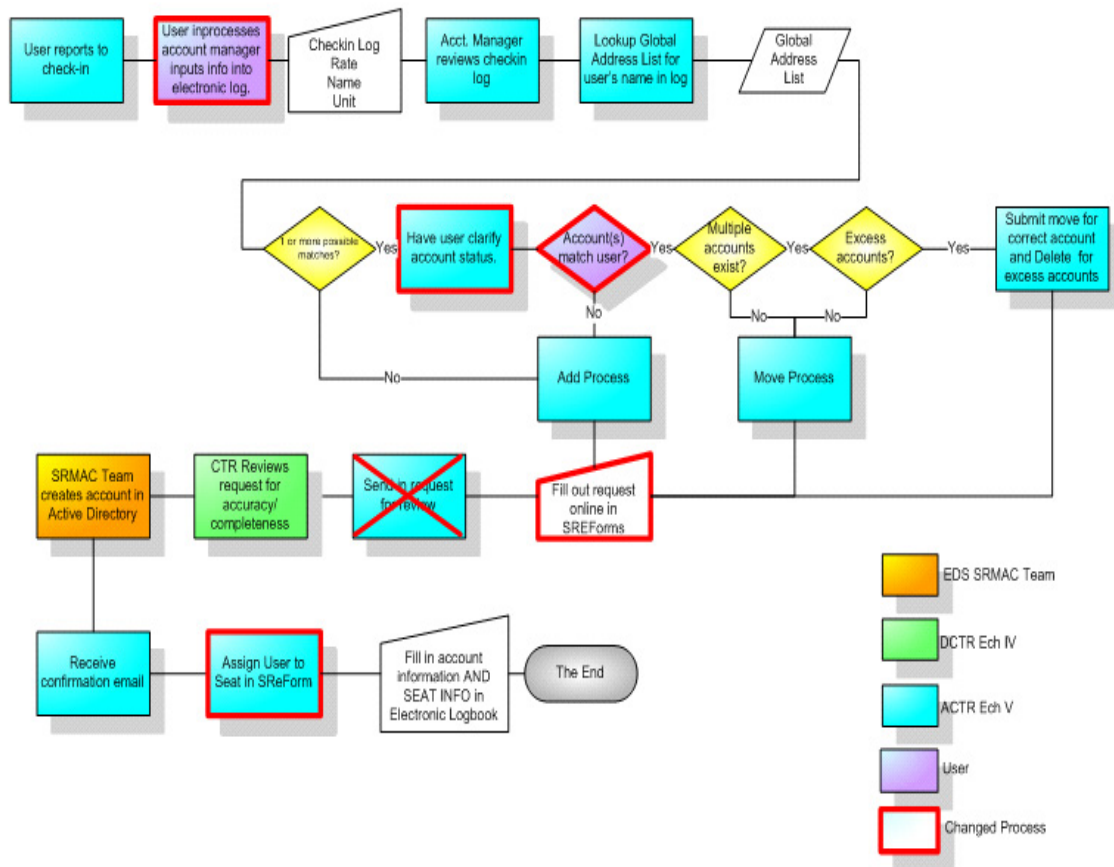 User reports to
check-in
User inprocesses
account manager
inputs info into
electronic log.
Checkin Log
Rate
Name
Unit
Acct. Manager
reviews checkin
log
Lookup Global
Address List for
user's name in log
Global
Address
List
1 or more possible
matches?
Yes
Have user clarify
account status.
Account(s)
match user?
Yes
Multiple
accounts
exist?
Yes
Excess
accounts?
Yes
Submit move for
correct account
and Delete for
excess accounts
No
No
No
No
Add Process
Move Process
SRMAC Team
creates account in
Active Directory
CTR Reviews
request for
accuracy/
completeness
Send in request
for review
Fill out request
online in
SREForms
Receive
confirmation email
Assign User to
Seat in SReForm
Fill in account
information AND
SEAT INFO in
Electronic Logbook
The End
EDS SRMAC Team
DCTR Ech IV
ACTR Ech V
User
Changed Process